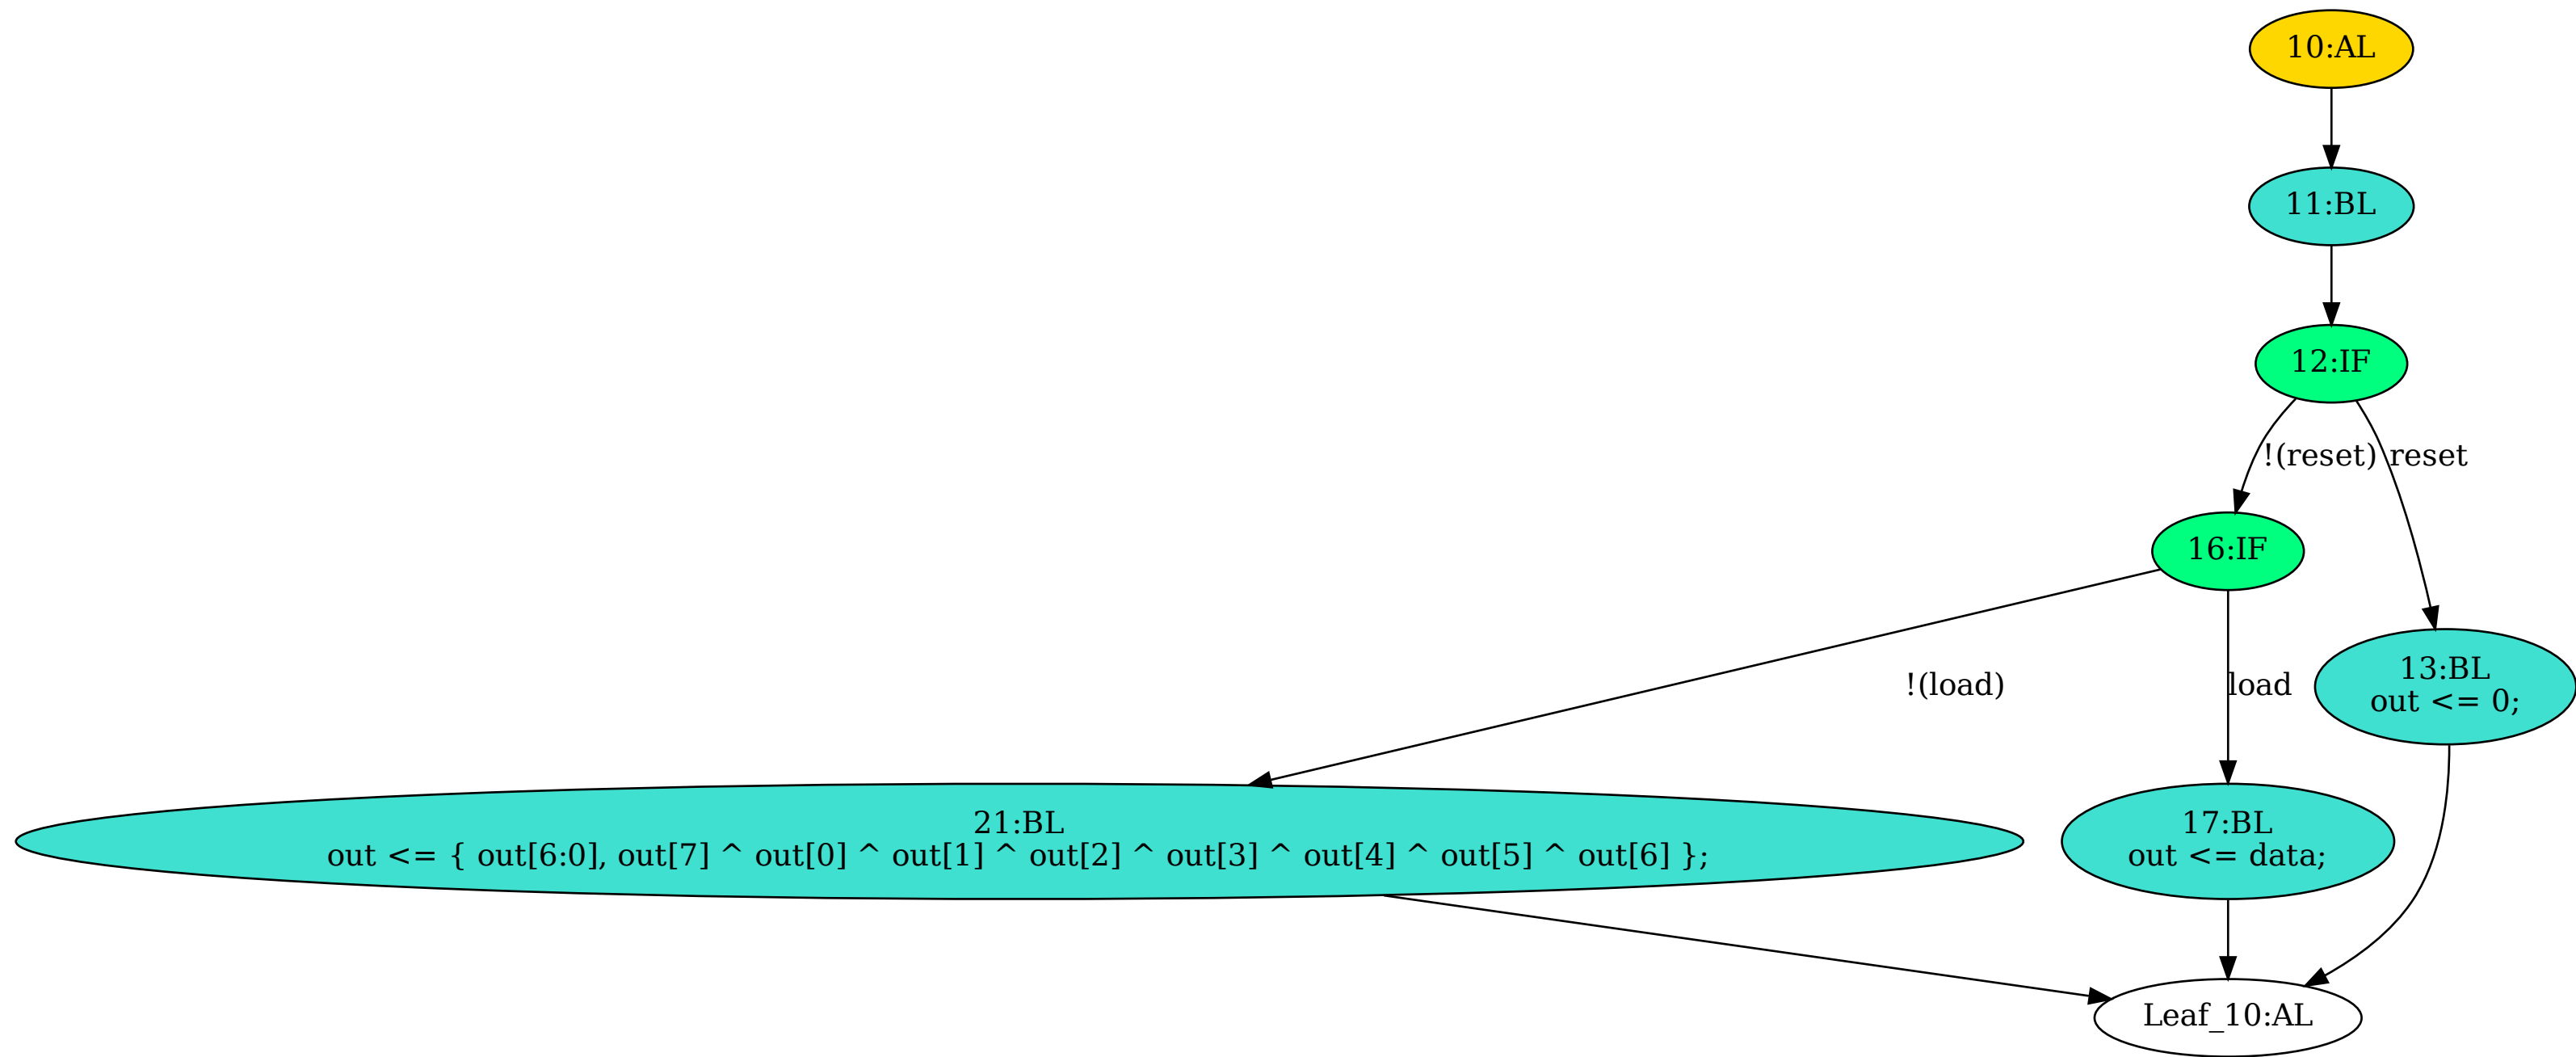 10:AL
11:BL
12:IF
!(reset)
reset
16:IF
!(load)
load
13:BL
out <= 0;
21:BL
out <= { out[6:0], out[7] ^ out[0] ^ out[1] ^ out[2] ^ out[3] ^ out[4] ^ out[5] ^ out[6] };
17:BL
out <= data;
Leaf_10:AL